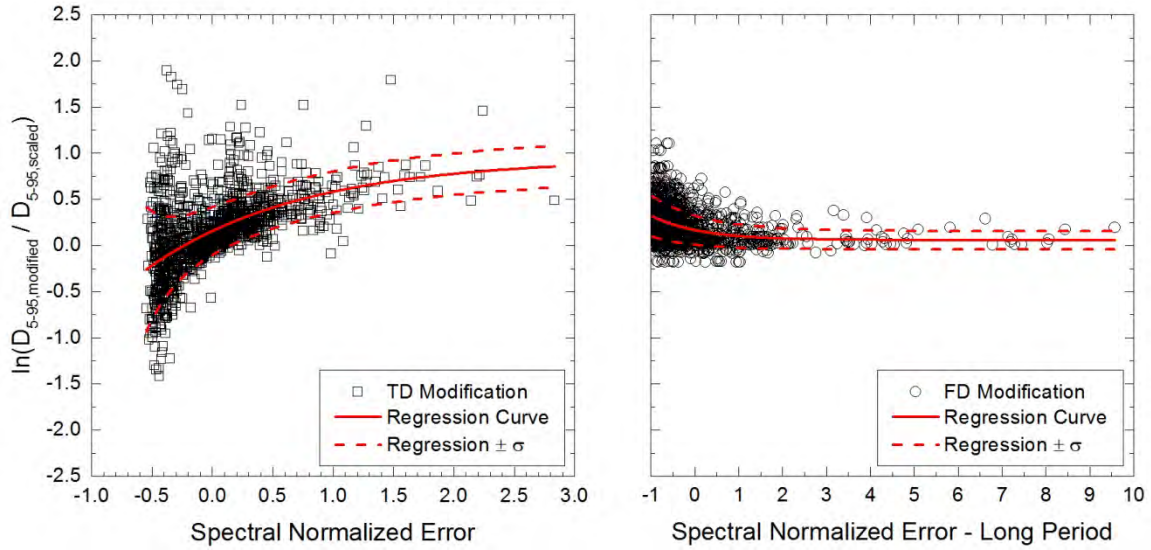 ln(D5-95,modified / D5-95,scaled)
2.5
2.0
1.5
1.0
0.5
0.0
-0.5
-1.0
-1.5
-2.0
-2.5
TD Modification
Regression Curve
Regression ± σ
-1.0 -0.5 0.0 0.5 1.0 1.5 2.0 2.5 3.0
Spectral Normalized Error
FD Modification
Regression Curve
Regression ± σ
-1 0 1 2 3 4 5 6 7 8 9 10
Spectral Normalized Error - Long Period